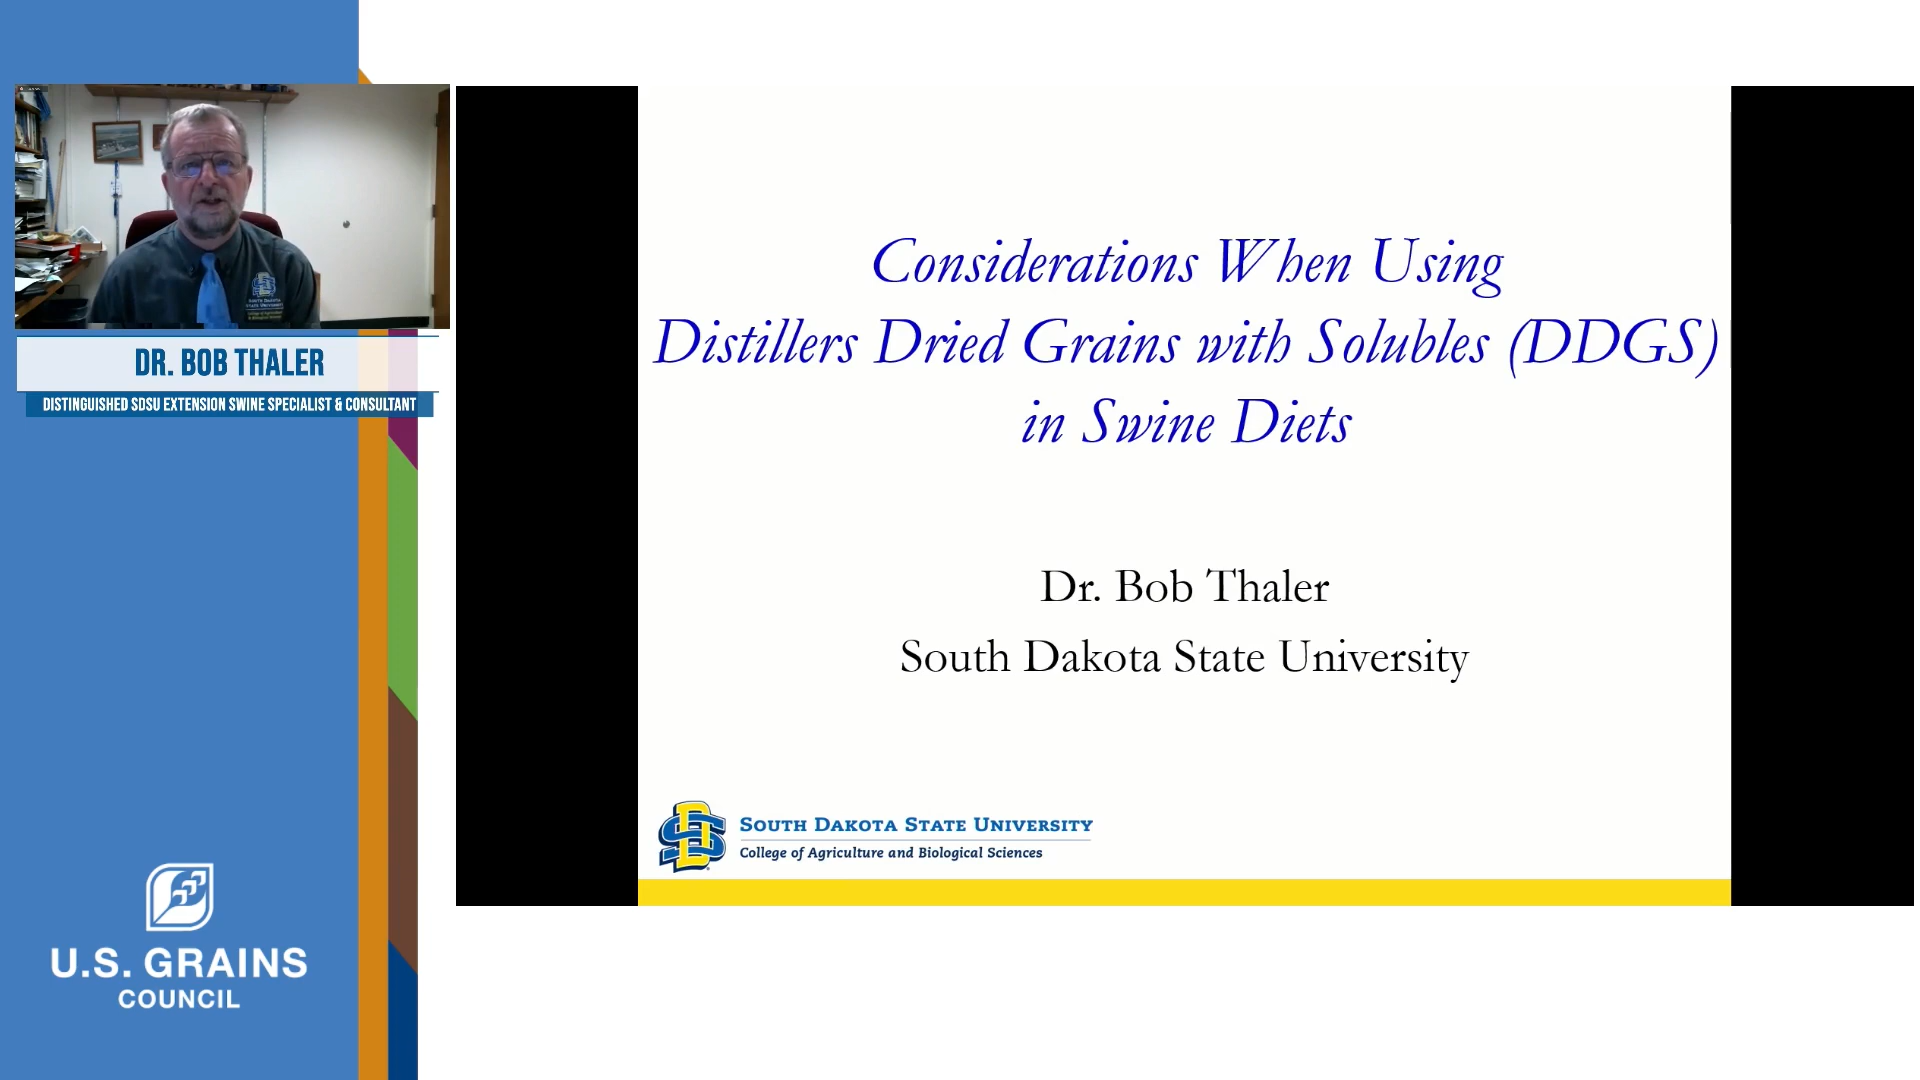 DR. BOB THALER
DISTINGUISHED SDSU EXTENSION SWINE SPECIALIST & CONSULTANT
U.S. GRAINS
COUNCIL
Considerations When Using
Distillers Dried Grains with Solubles (DDGS)
in Swine Diets
Dr. Bob Thaler
South Dakota State University
SOUTH DAKOTA STATE UNIVERSITY
College of Agriculture and Biological Sciences